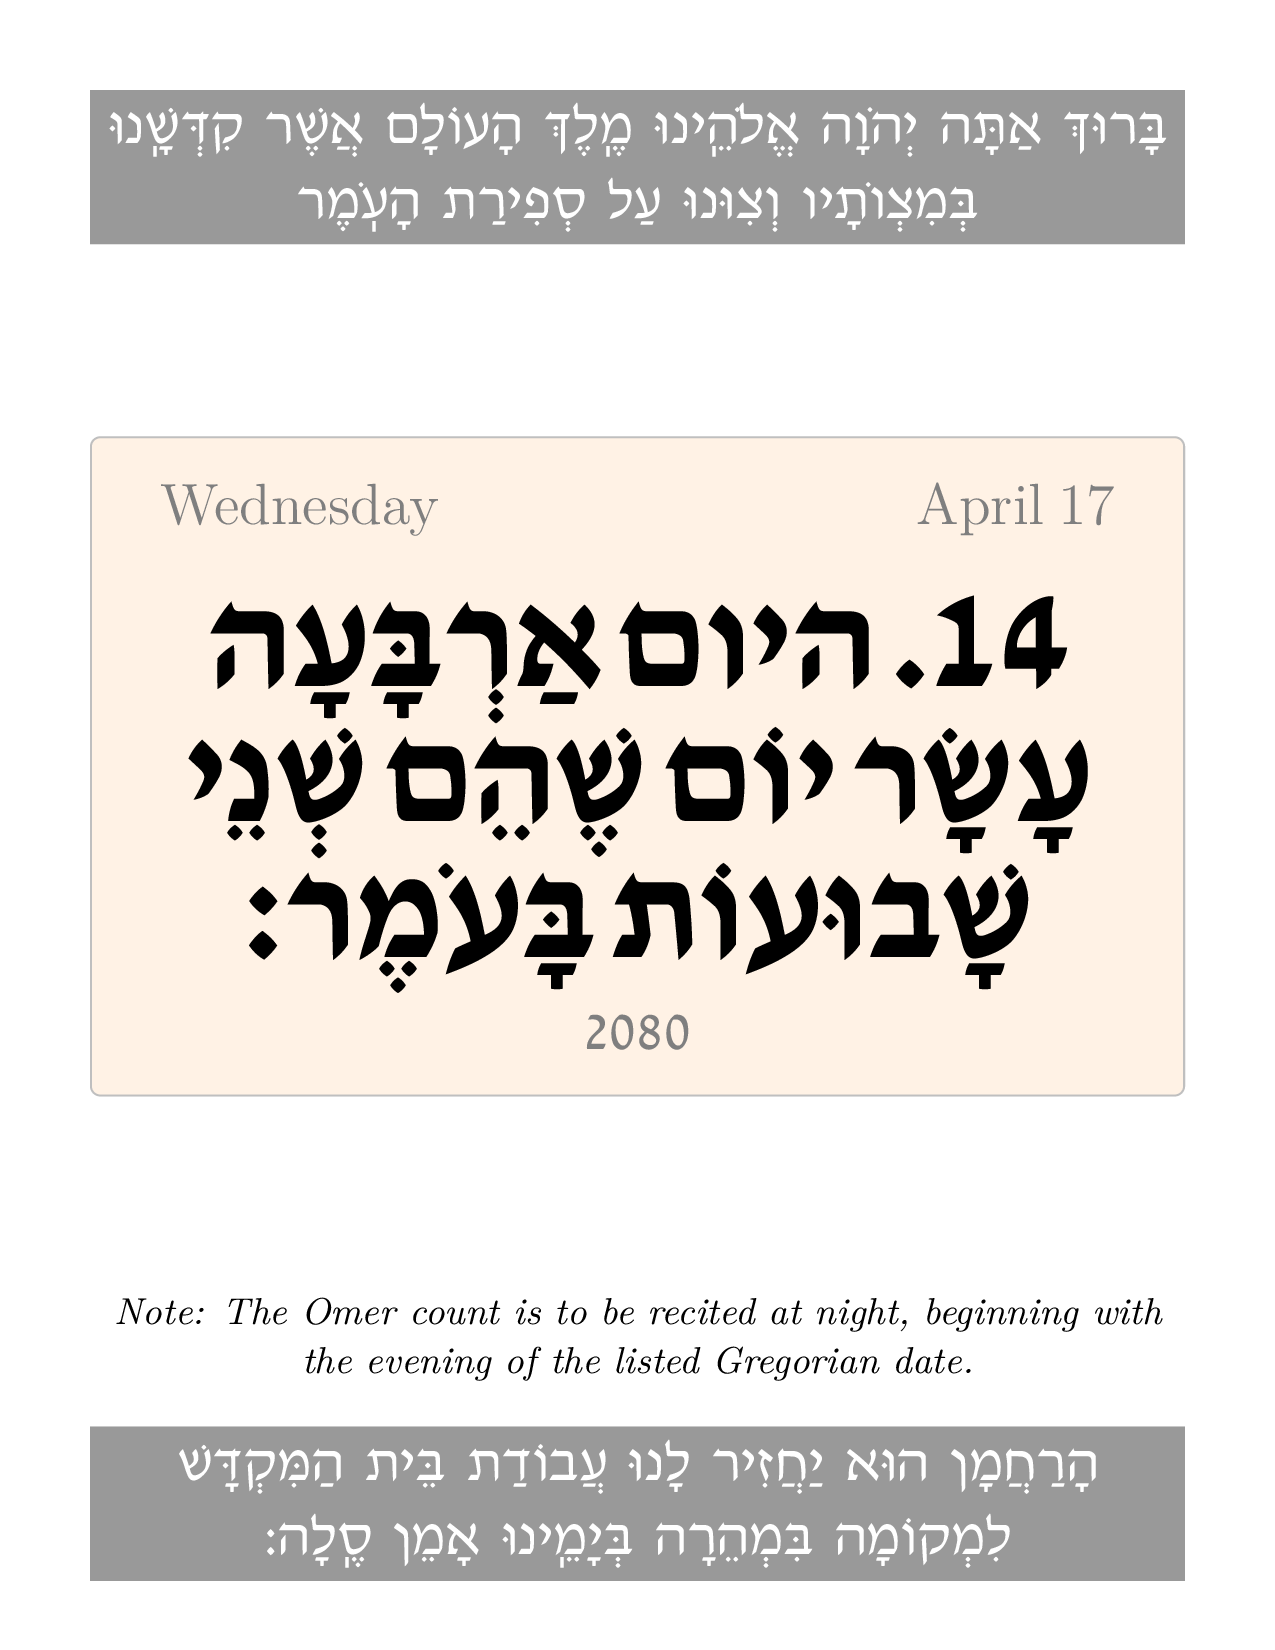 בָּרוּךְ אַתָּה יְהֹוָה אֱלֹהֵֽינוּ מֶֽלֶךְ הָעוֹלָם אֲשֶׁר קִדְּשָֽׁנוּ
בְּמִצְוֹתָיו וְצִוּנוּ עַל סְפִירַת הָעֹֽמֶר
Wednesday April 17
14. היום אַרְבָּעָה
עָשָׂר יוֹם שֶׁהֵם שְׁנֵי
שָׁבוּעוֹת בָּעֹמֶר:
2080
Note: The Omer count is to be recited at night, beginning with
the evening of the listed Gregorian date.
הָרַחֲמָן הוּא יַחֲזִיר לָנוּ עֲבוֹדַת בֵּית הַמִּקְדָּשׁ
לִמְקוֹמָה בִּמְהֵרָה בְּיָמֵֽינוּ אָמֵן סֶֽלָה: